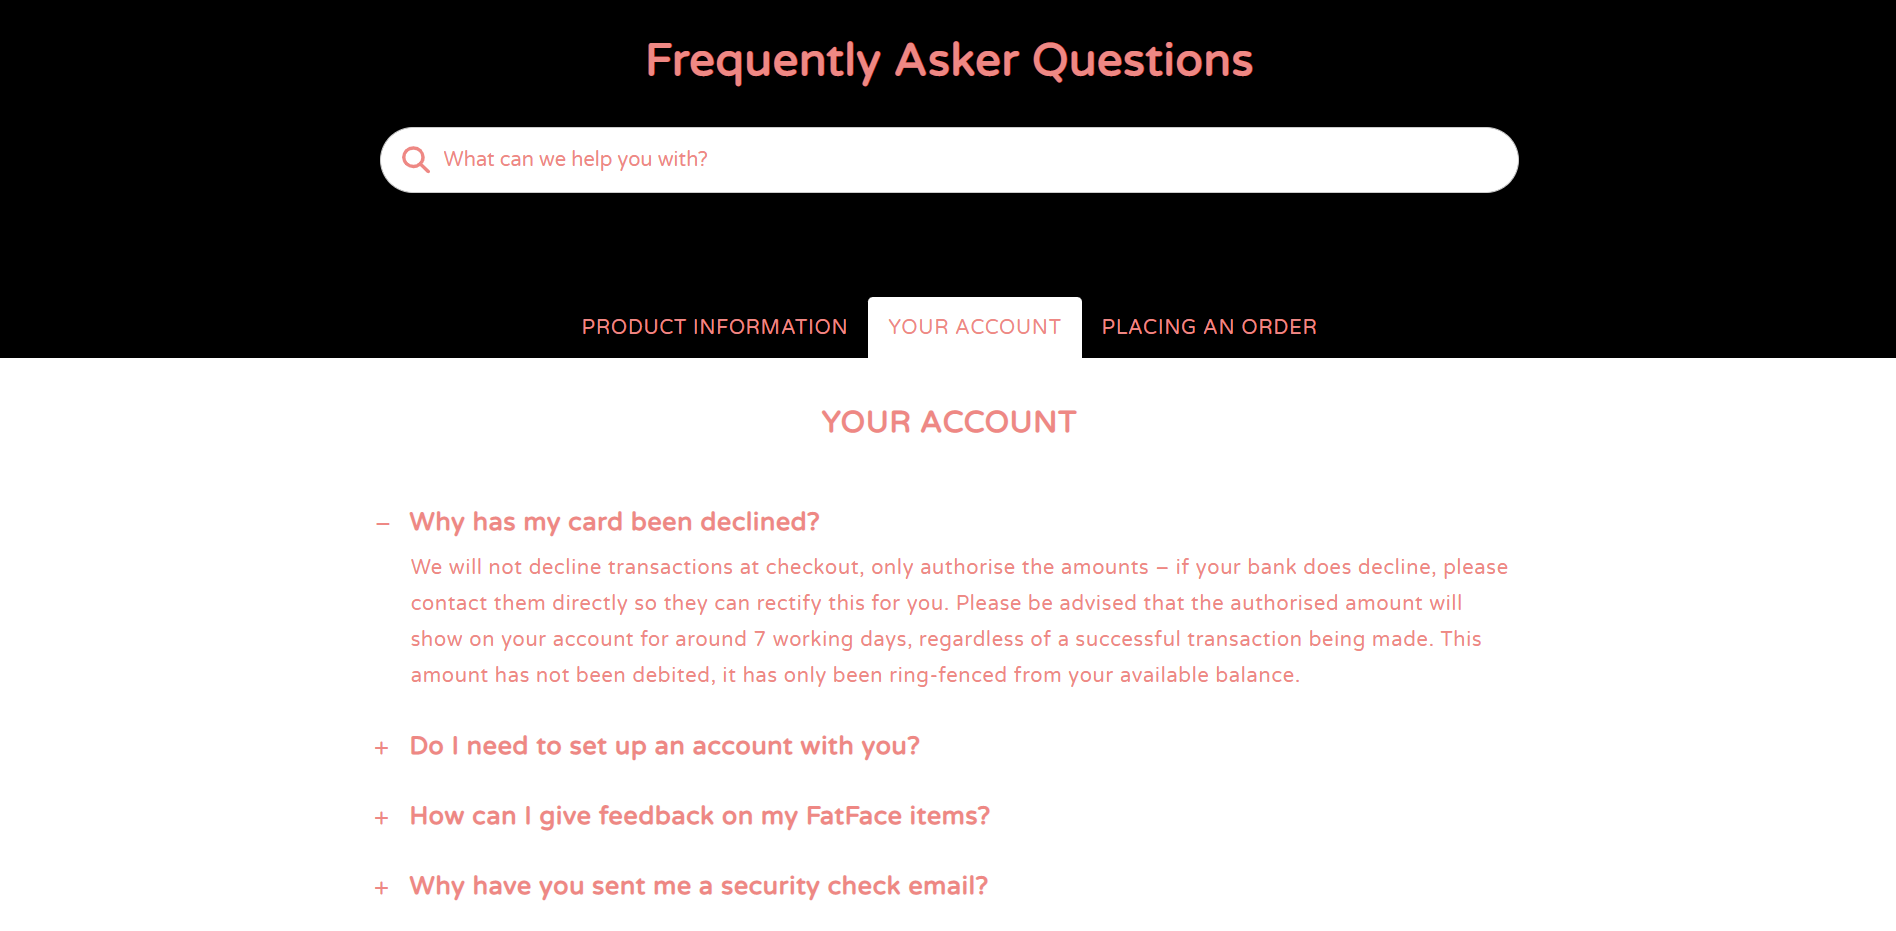 Frequently Asker Questions
What can we help you with?
PRODUCT INFORMATION YOUR ACCOUNT PLACING AN ORDER
YOUR ACCOUNT
– Why has my card been declined?
We will not decline transactions at checkout, only authorise the amounts – if your bank does decline, please
contact them directly so they can rectify this for you. Please be advised that the authorised amount will
show on your account for around 7 working days, regardless of a successful transaction being made. This
amount has not been debited, it has only been ring-fenced from your available balance.
+ Do I need to set up an account with you?
+ How can I give feedback on my FatFace items?
+ Why have you sent me a security check email?